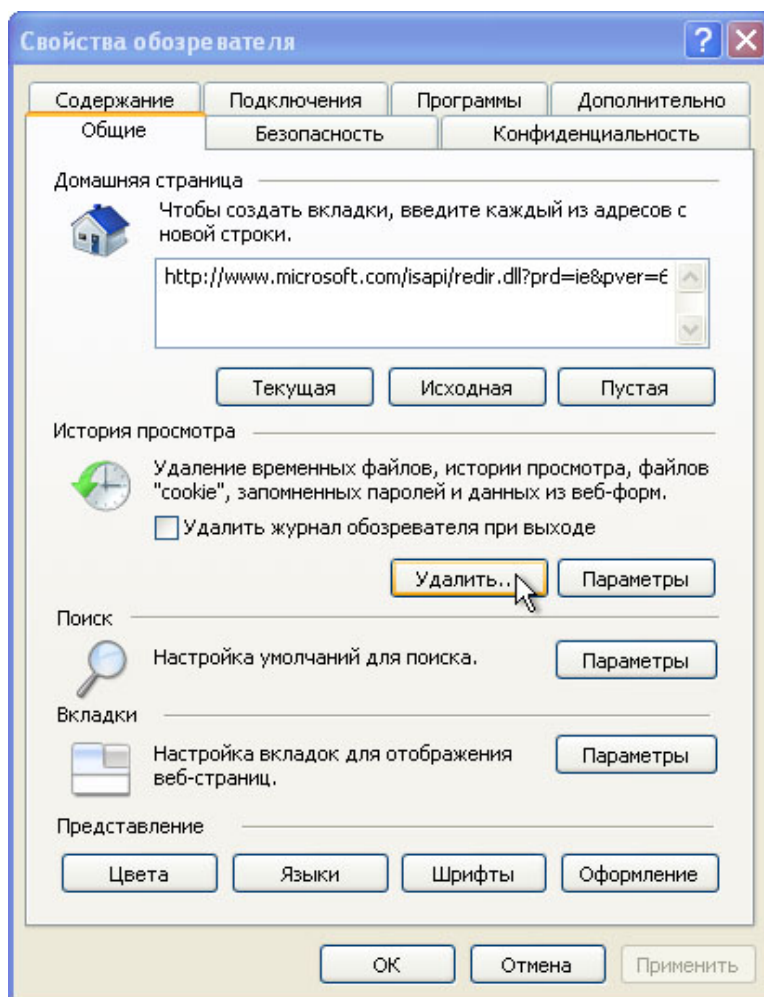 Свойства обозревателя
Содержание Подключения Программы Дополнительно
Общие Безопасность Конфиденциальность
Домашняя страница
Чтобы создать вкладки, введите каждый из адресов с
новой строки.
http://www.microsoft.com/isapi/redir.dll?prd=ie&pver=6
Текущая Исходная Пустая
История просмотра
Удаление временных файлов, истории просмотра, файлов
"cookie", запомненных паролей и данных из веб-форм.
Удалить журнал обозревателя при выходе
Удалить... Параметры
Поиск
Настройка умолчаний для поиска. Параметры
Вкладки
Настройка вкладок для отображения Параметры
веб-страниц.
Представление
Цвета Языки Шрифты Оформление
ОК Отмена Применить